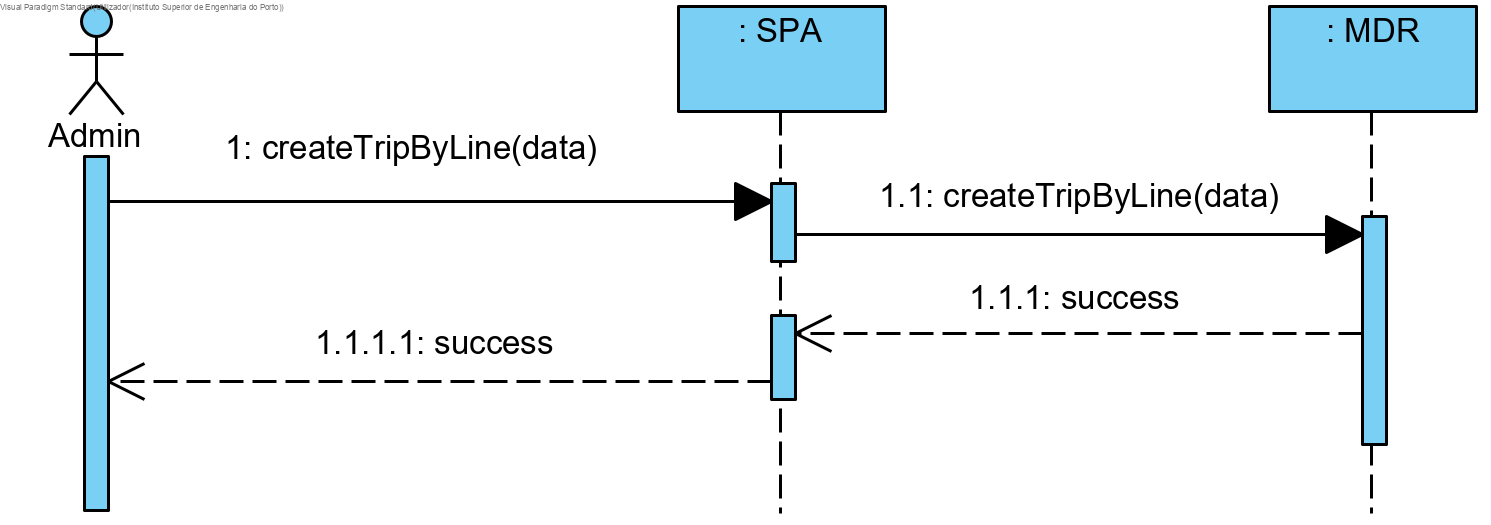 Visual Paradigm Standard(Utilizador(Instituto Superior de Engenharia do Porto))
: SPA
: MDR
Admin
1: createTripByLine(data)
1.1: createTripByLine(data)
1.1.1: success
1.1.1.1: success